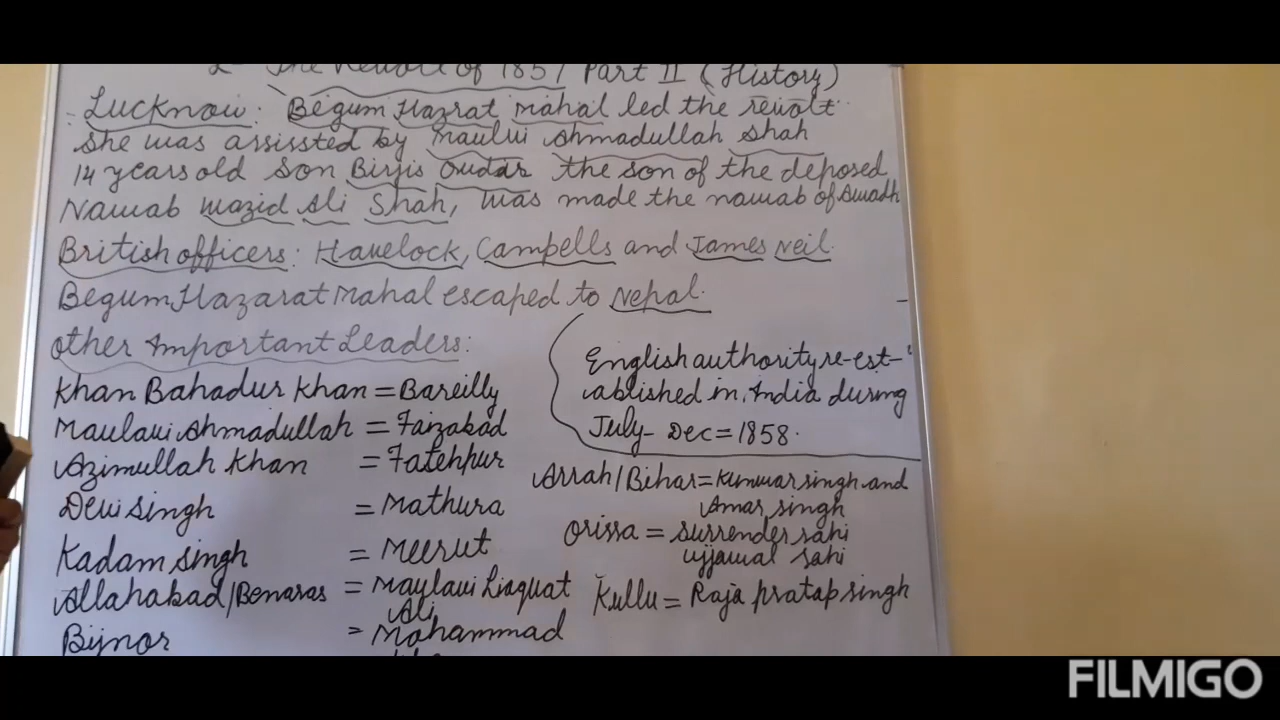 The Revolt of 1857 Part II (History)
Lucknow: Begum Hazrat Mahal led the revolt
She was assissted by Maulvi Ahmadullah Shah
14 years old Son Birjis Qudar the son of the deposed
Nawab Wazid Ali Shah, was made the nawab of Awadh
British officers: Havelock, Campells and James Neil.
Begum Hazarat Mahal escaped to Nepal.
Other Important Leaders:
English authority re-est-
ablished in India during
July- Dec = 1858.
Khan Bahadur Khan = Bareilly
Maulavi Ahmadullah = Faizabad
Azimullah Khan = Fatehpur
Devi Singh = Mathura
Kadam Singh = Meerut
Allahabad/Benaras = Maulavi Liaquat
Ali
Bijnor = Mohammad
Arrah/Bihar = Kunwar Singh and
Amar Singh
Orissa = Surrender Sahi
Ujjawal Sahi
Kullu = Raja Pratap Singh
FILMIGO